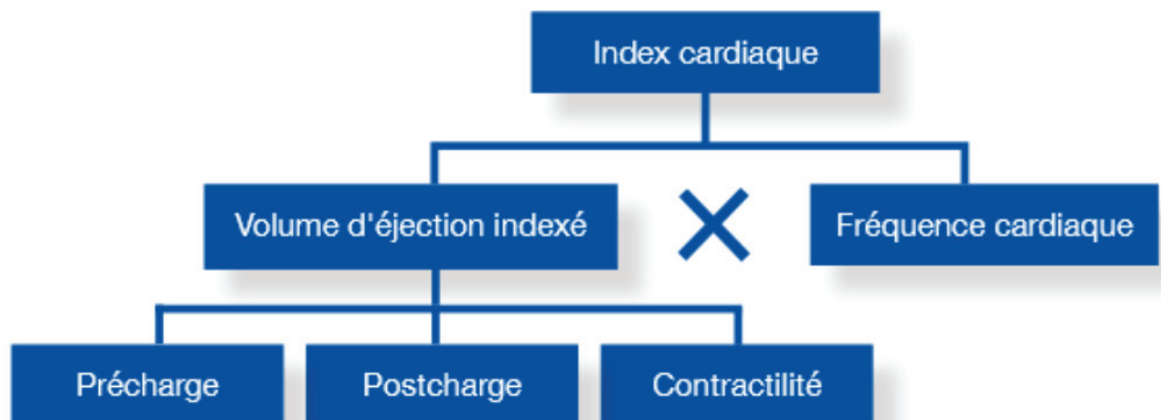 Index cardiaque
Volume d'éjection indexé
Fréquence cardiaque
Précharge
Postcharge
Contractilité